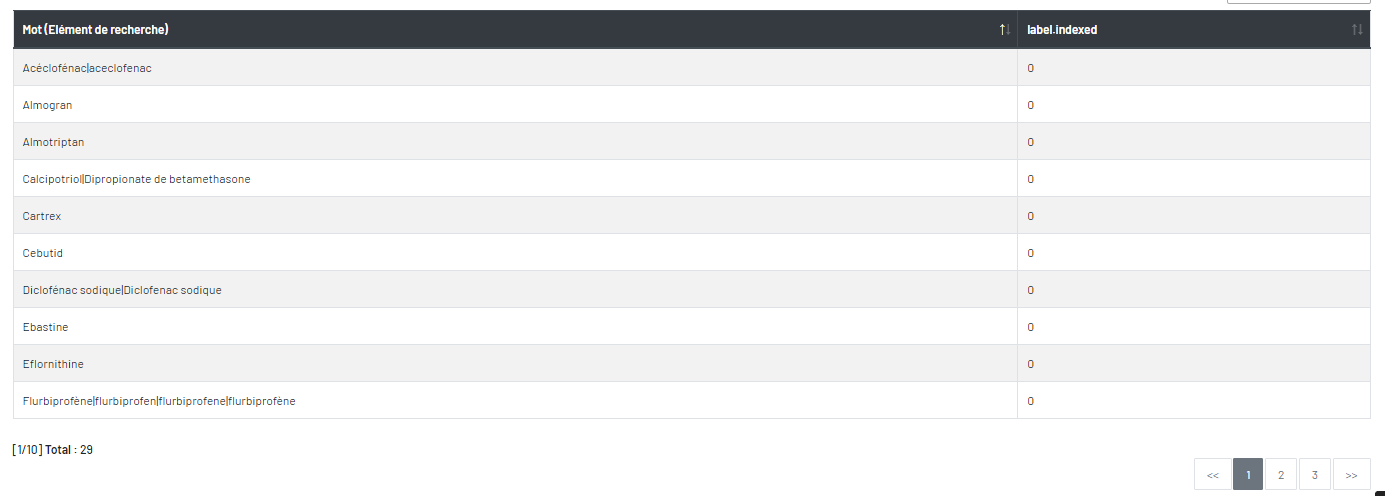 Mot (Elément de recherche) label.indexed
Acéclofénac|aceclofenac 0
Almogran 0
Almotriptan 0
Calcipotriol|Dipropionate de betamethasone 0
Cartrex 0
Cebutid 0
Diclofénac sodique|Diclofenac sodique 0
Ebastine 0
Eflornithine 0
Flurbiprofène|flurbiprofen|flurbiprofene|flurbiprofène 0
[1/10] Total : 29
<< 1 2 3 >>